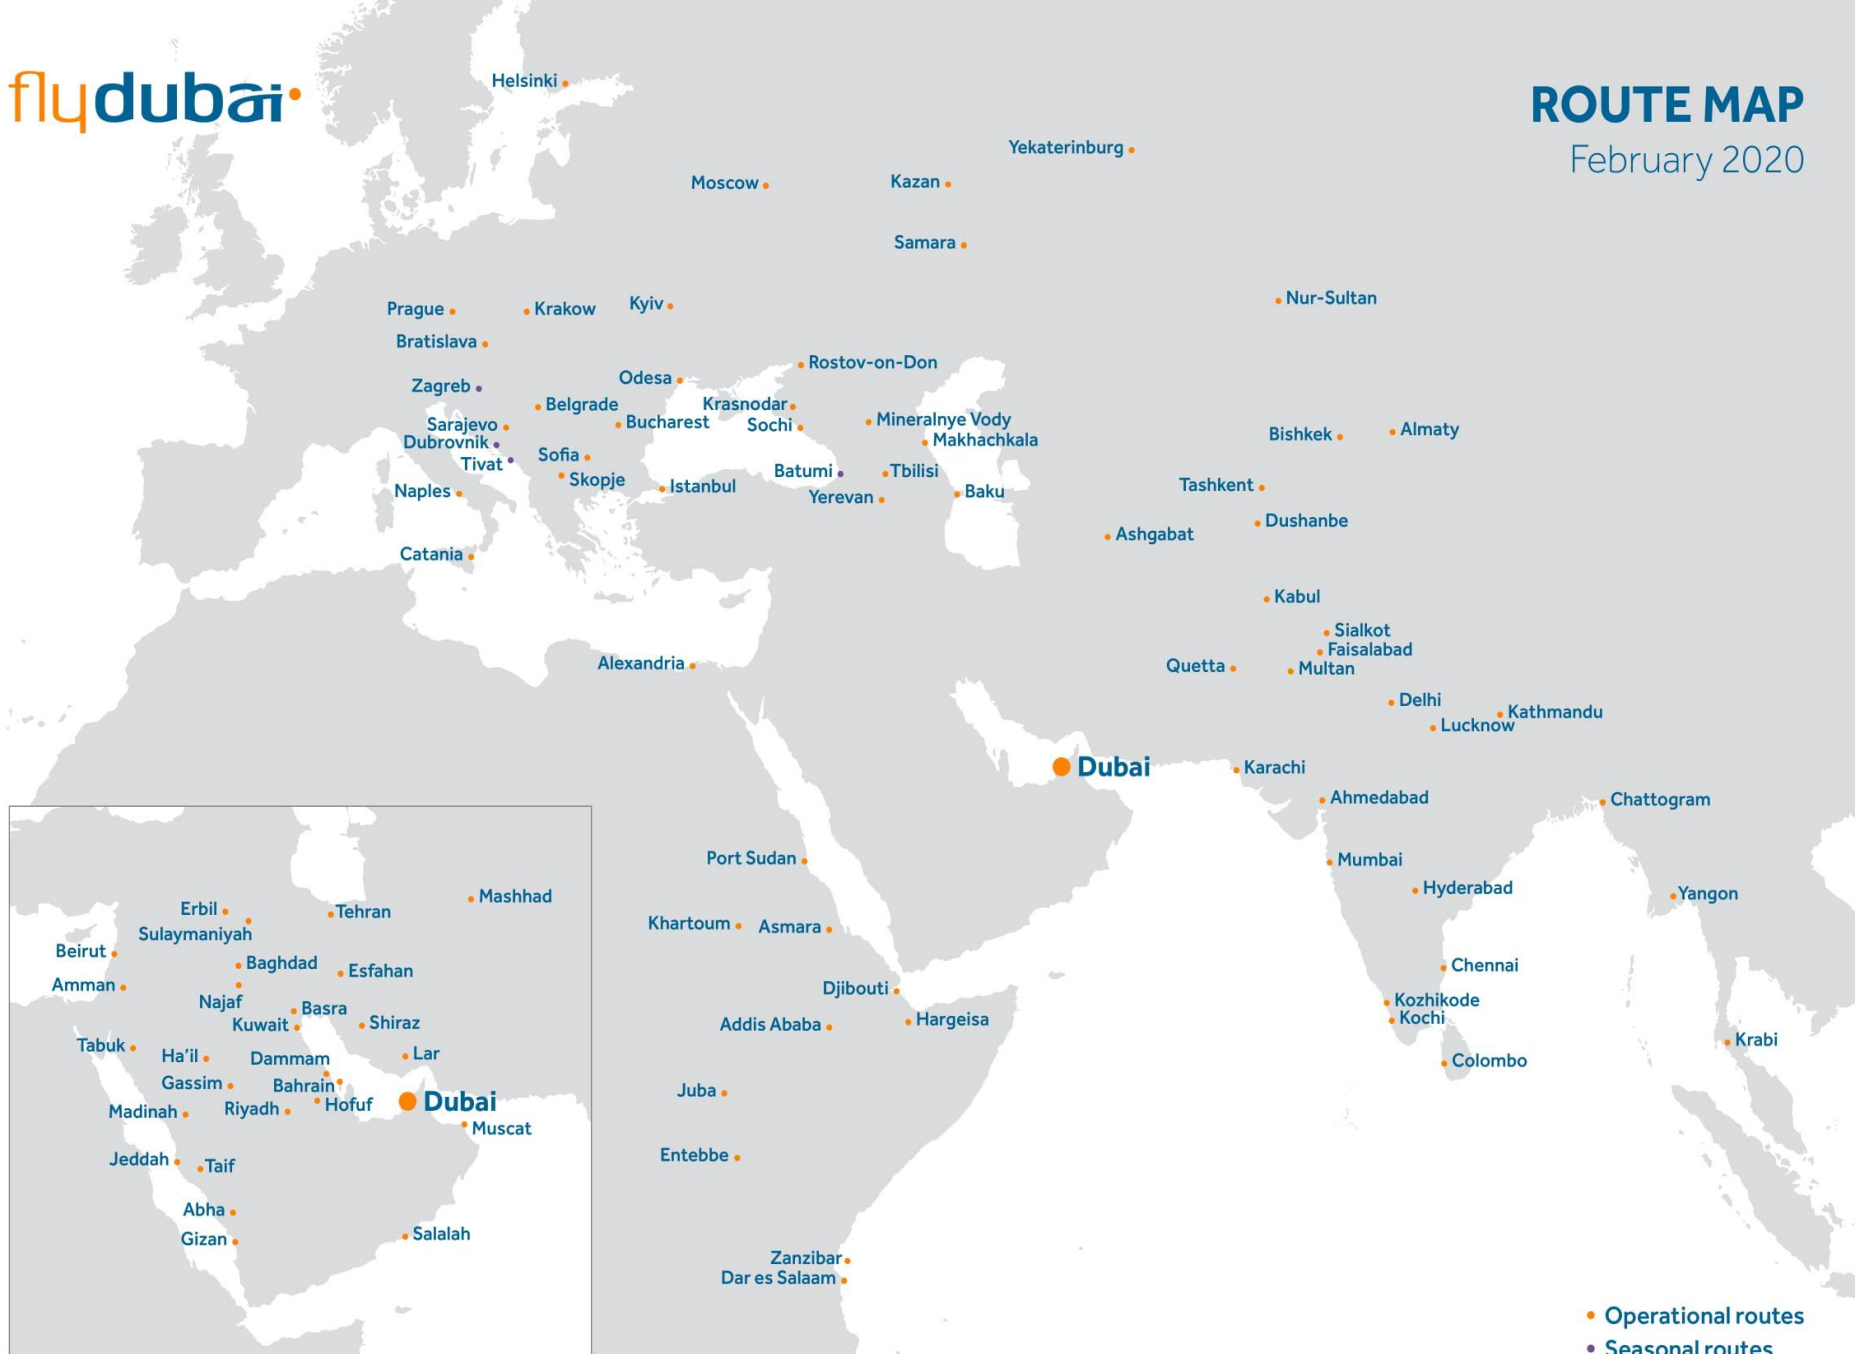 flydubai
ROUTE MAP
February 2020
Helsinki
Yekaterinburg
Moscow
Kazan
Samara
Nur-Sultan
Prague
Krakow
Kyiv
Bratislava
Rostov-on-Don
Odesa
Zagreb
Belgrade
Krasnodar
Bucharest
Sochi
Mineralnye Vody
Sarajevo
Dubrovnik
Makhachkala
Bishkek
Almaty
Tivat
Sofia
Skopje
Batumi
Tbilisi
Naples
Istanbul
Yerevan
Baku
Tashkent
Dushanbe
Ashgabat
Catania
Kabul
Sialkot
Faisalabad
Alexandria
Quetta
Multan
Delhi
Kathmandu
Lucknow
Dubai
Karachi
Ahmedabad
Chattogram
Port Sudan
Mumbai
Hyderabad
Yangon
Khartoum
Asmara
Chennai
Djibouti
Kozhikode
Kochi
Addis Ababa
Hargeisa
Krabi
Colombo
Juba
Entebbe
Zanzibar
Dar es Salaam
Mashhad
Erbil
Tehran
Sulaymaniyah
Beirut
Baghdad
Esfahan
Amman
Najaf
Basra
Kuwait
Shiraz
Tabuk
Ha'il
Dammam
Lar
Gassim
Bahrain
Madinah
Riyadh
Hofuf
Dubai
Muscat
Jeddah
Taif
Abha
Gizan
Salalah
Operational routes
Seasonal routes